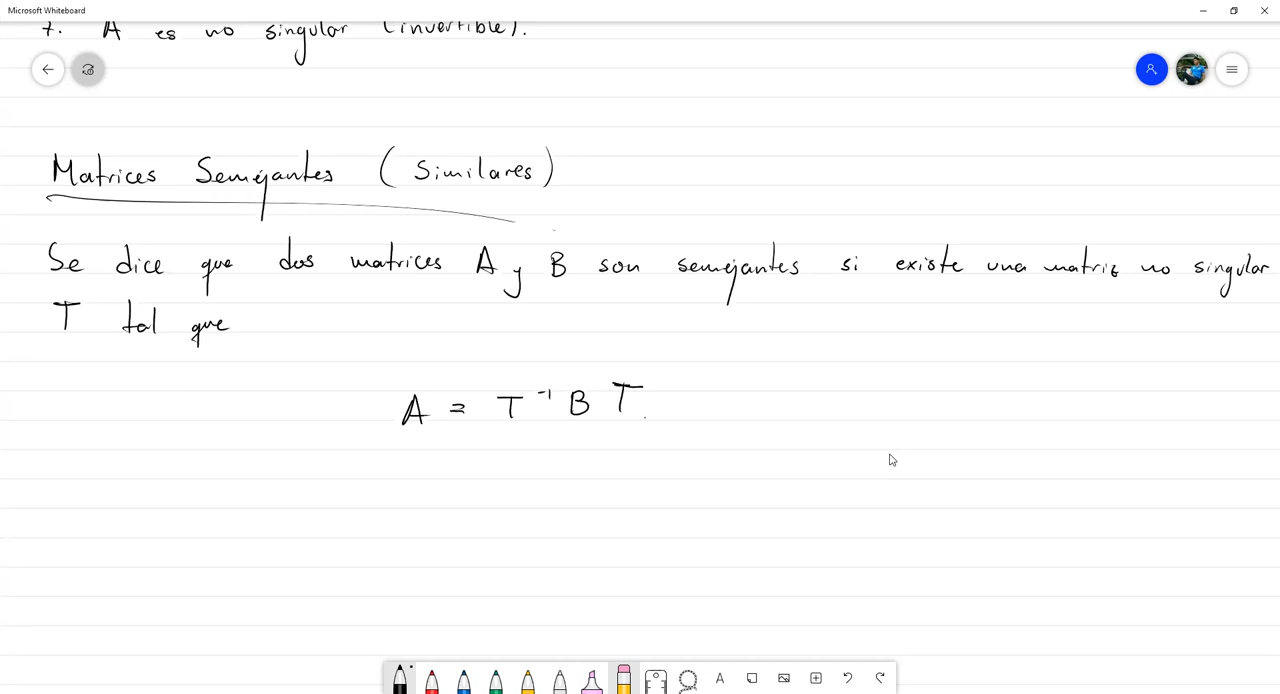 Microsoft Whiteboard
7. A es no singular (invertible).
Matrices Semejantes (Similares)
Se dice que dos matrices A y B son semejantes si existe una matriz no singular
T tal que
A = T⁻¹ B T.
A